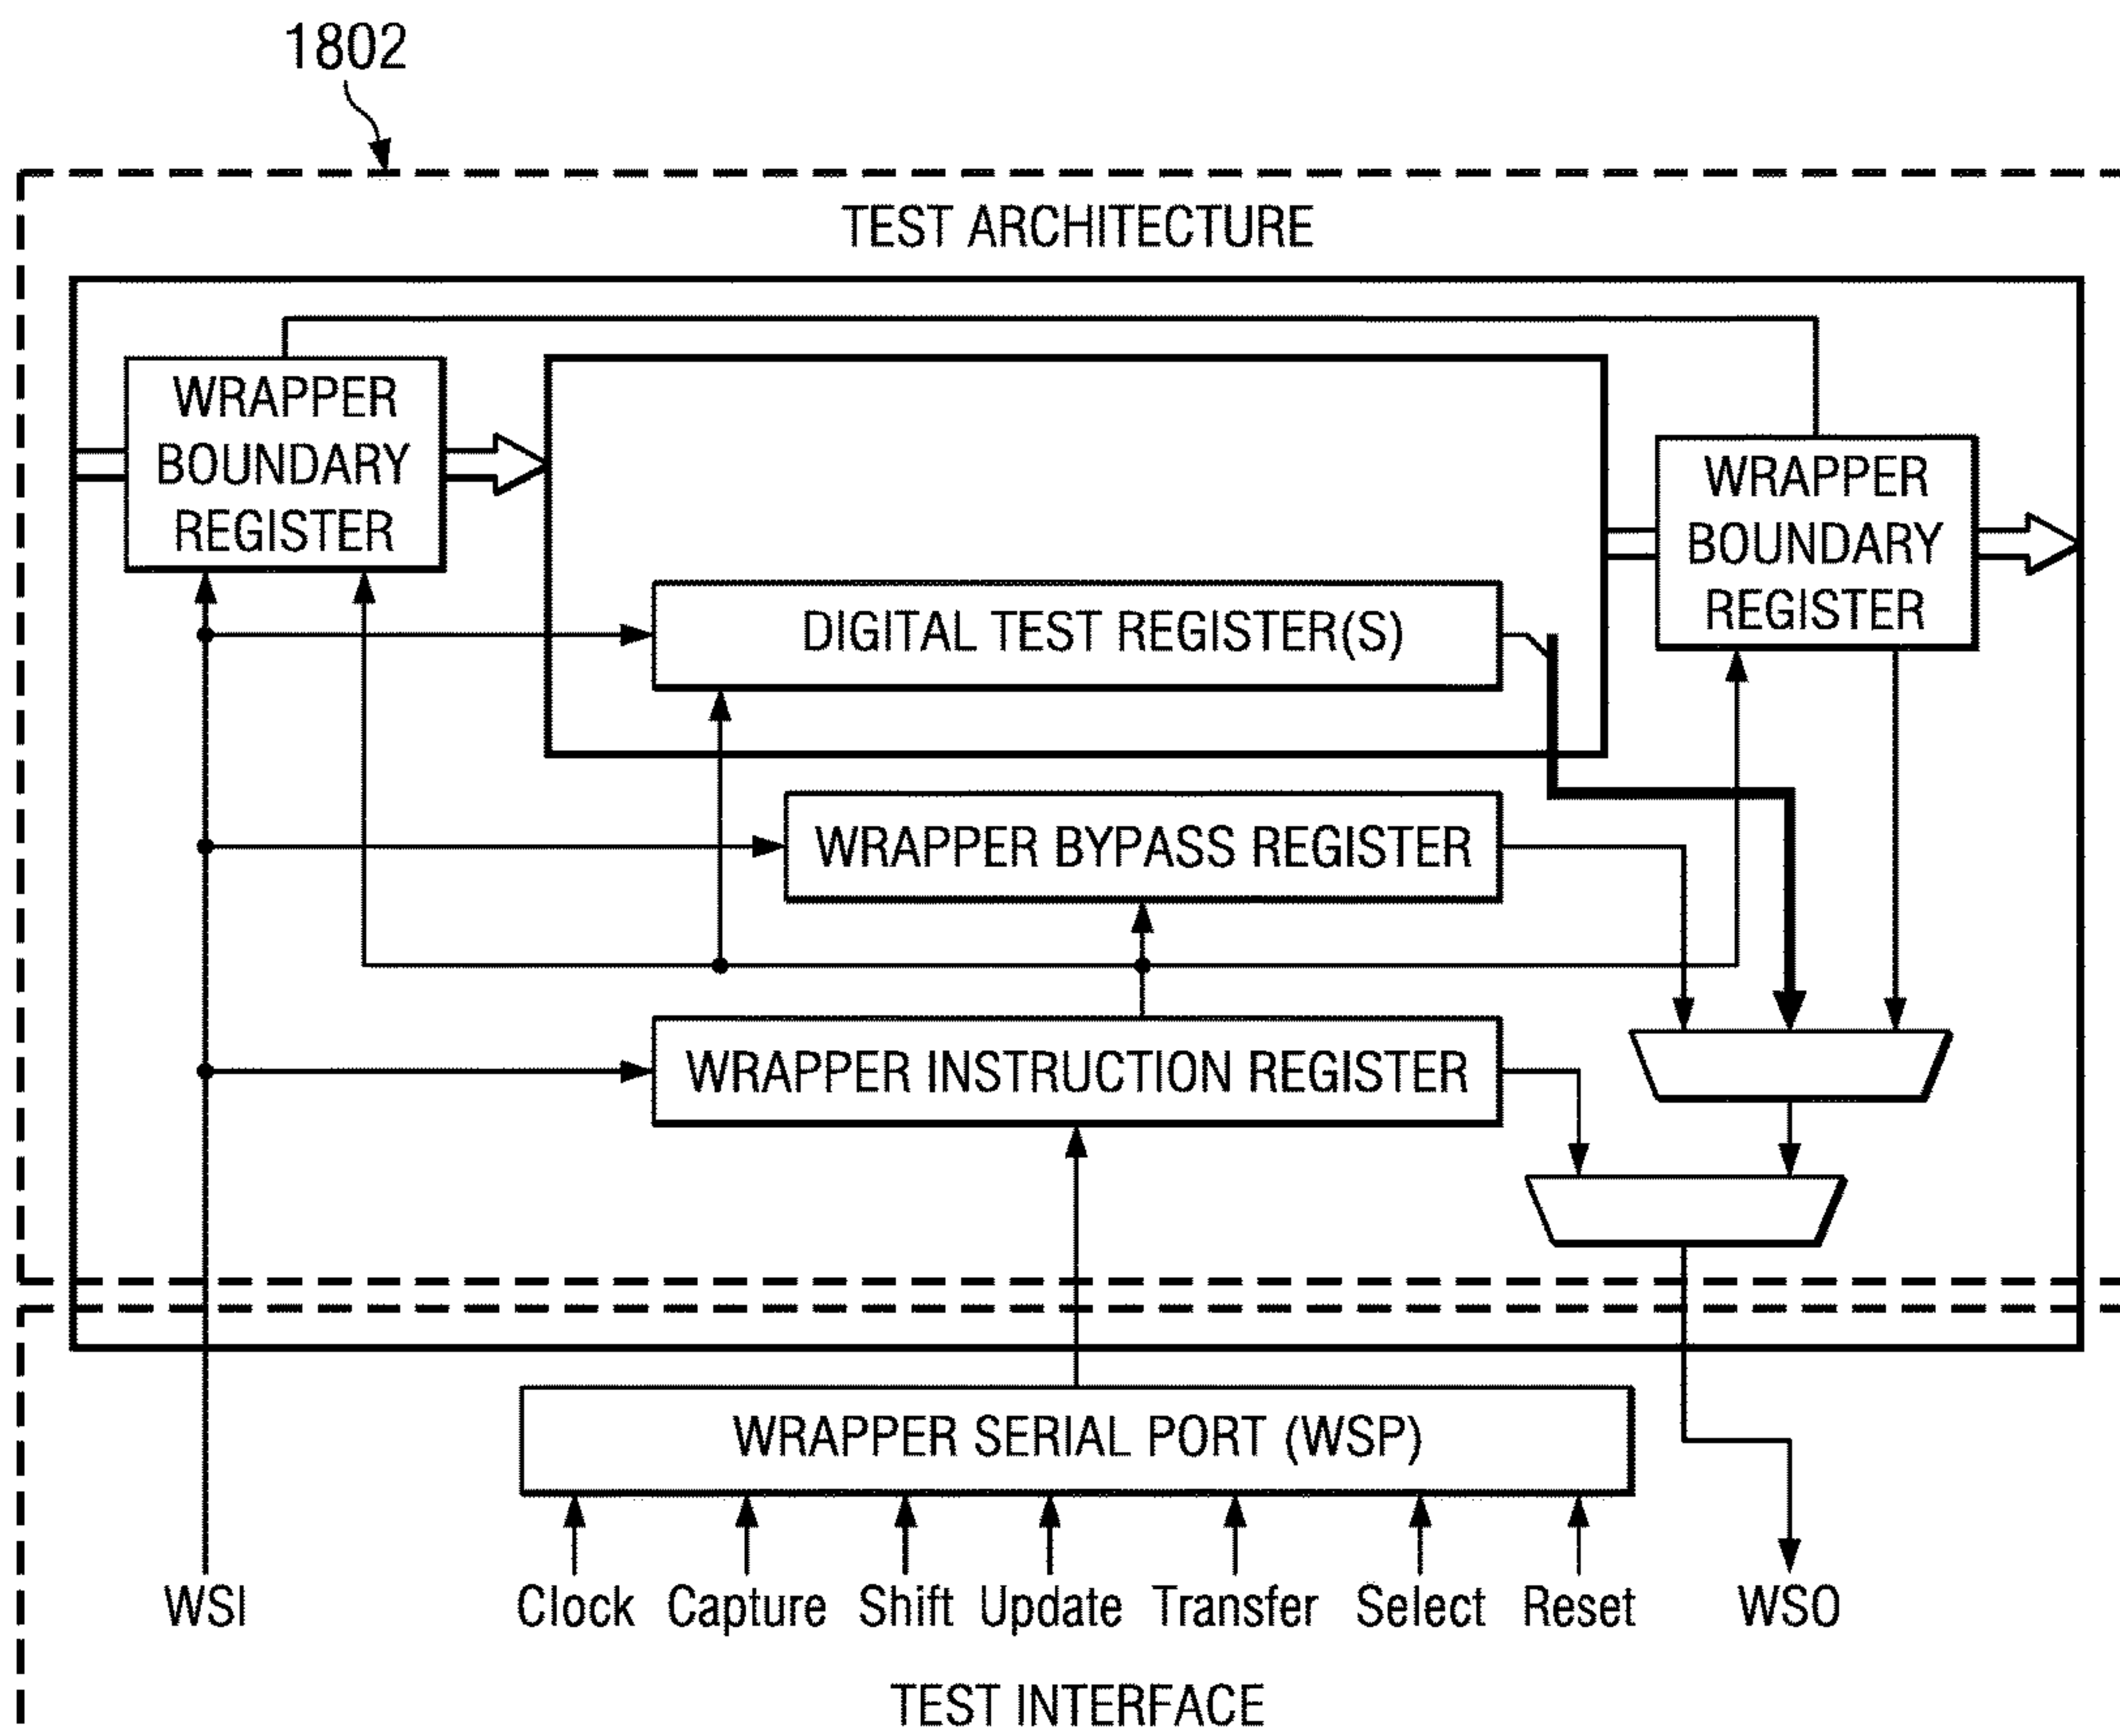 1802
TEST ARCHITECTURE
WRAPPER
BOUNDARY
REGISTER
WRAPPER
BOUNDARY
REGISTER
DIGITAL TEST REGISTER(S)
WRAPPER BYPASS REGISTER
WRAPPER INSTRUCTION REGISTER
WRAPPER SERIAL PORT (WSP)
WSI Clock Capture Shift Update Transfer Select Reset WSO
TEST INTERFACE